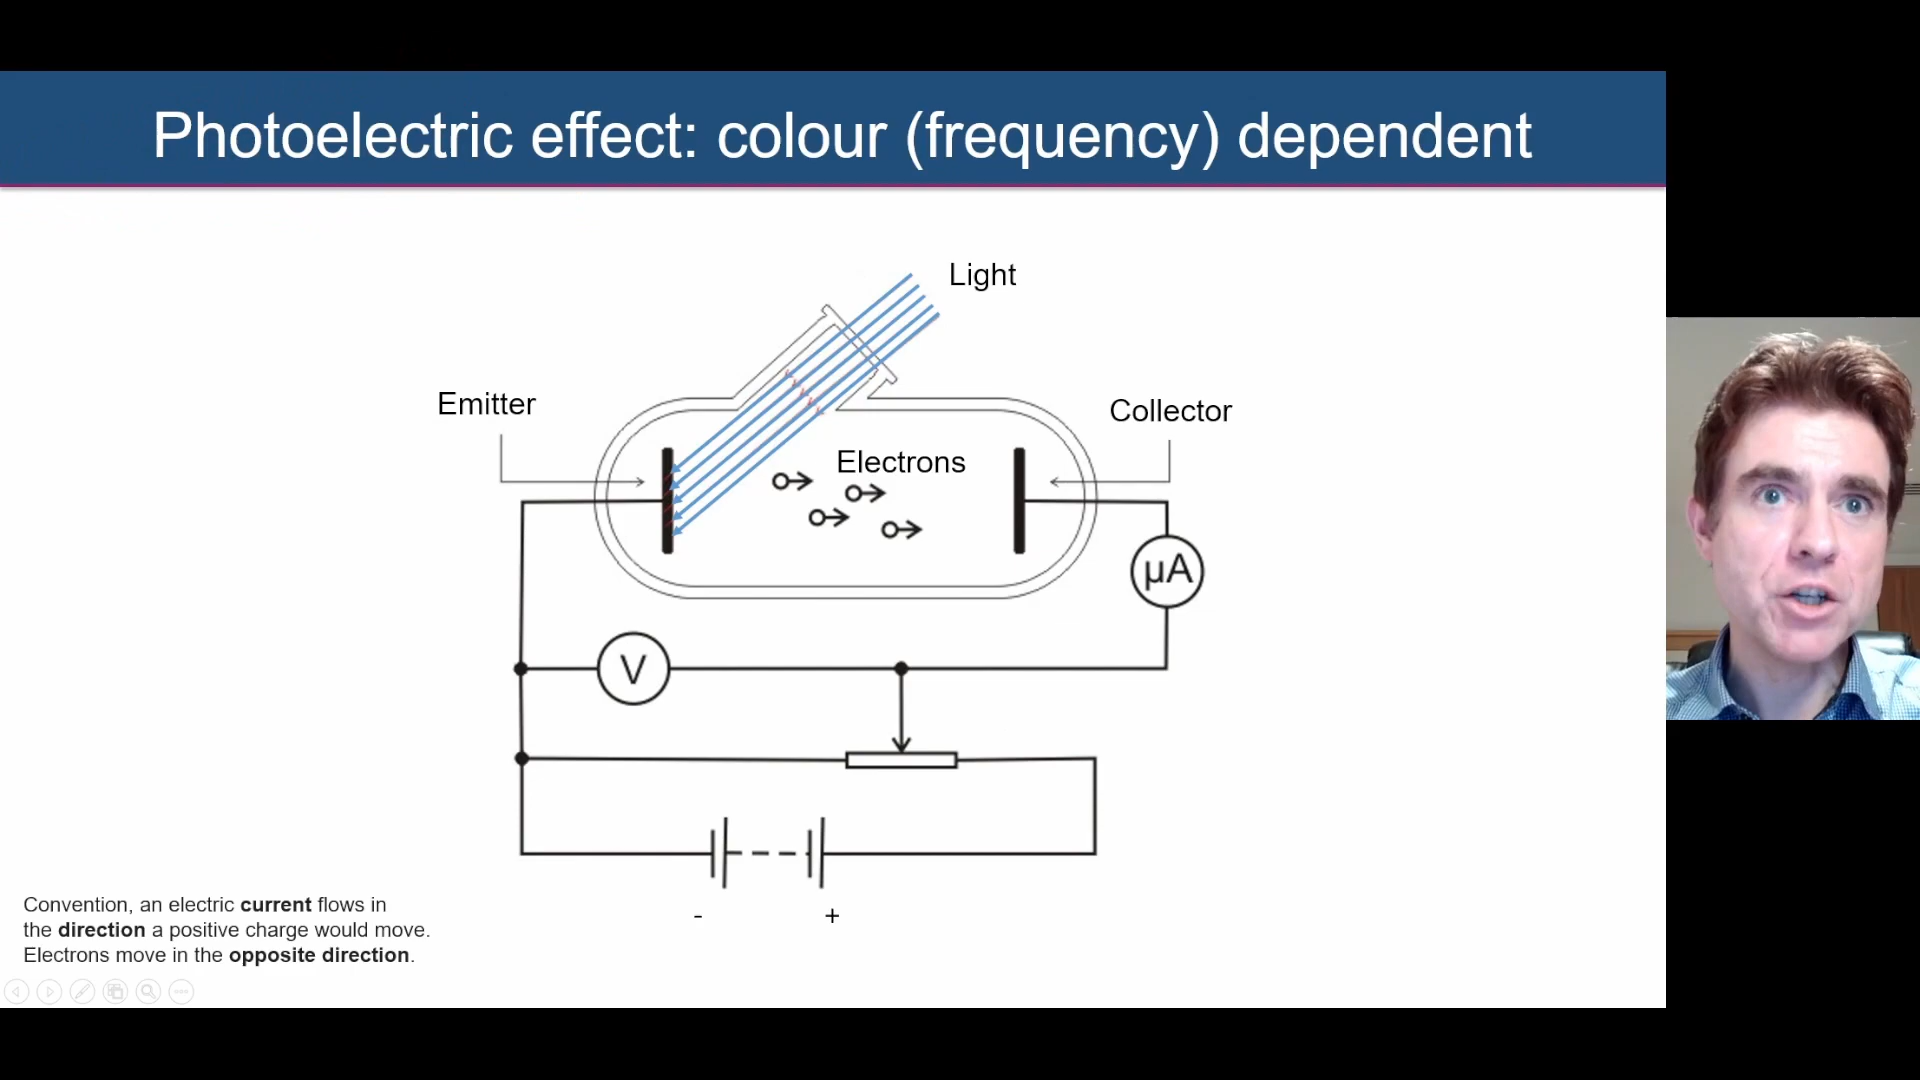 Photoelectric effect: colour (frequency) dependent
Light
Emitter
Collector
Electrons
µA
V
- +
Convention, an electric current flows in
the direction a positive charge would move.
Electrons move in the opposite direction.